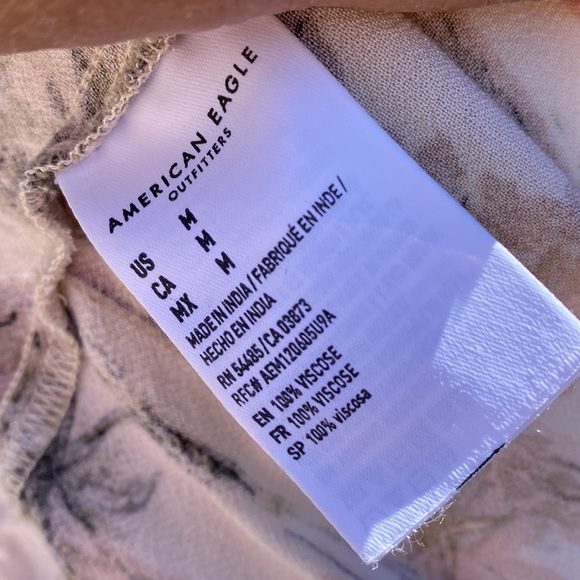 AMERICAN EAGLE
OUTFITTERS
US M
CA M
MX M
MADE IN INDIA / FABRIQUÉ EN INDE /
HECHO EN INDIA
RN 54485 / CA 03873
RFC# AEM120405U9A
EN 100% VISCOSE
FR 100% VISCOSE
SP 100% viscosa